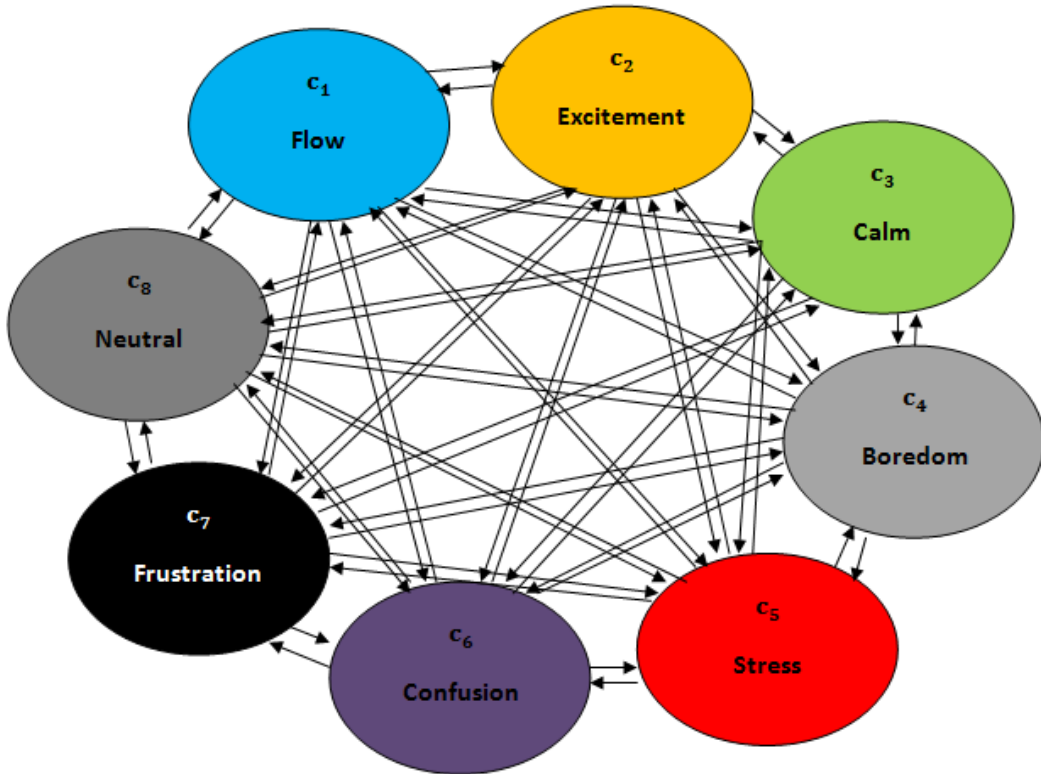 c₁
Flow
c₂
Excitement
c₃
Calm
c₄
Boredom
c₅
Stress
c₆
Confusion
c₇
Frustration
c₈
Neutral